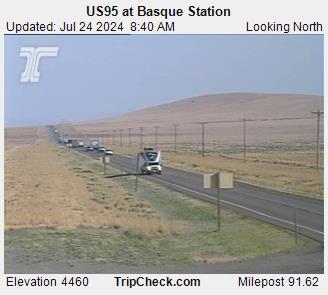 US95 at Basque Station
Updated: Jul 24 2024 8:40 AM Looking North
Elevation 4460 TripCheck.com Milepost 91.62